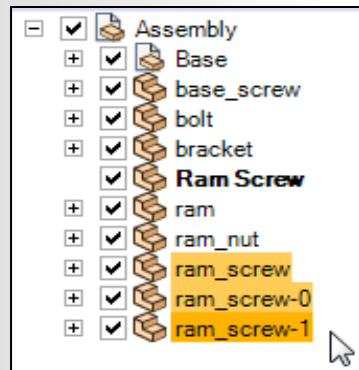 Assembly
Base
base_screw
bolt
bracket
Ram Screw
ram
ram_nut
ram_screw
ram_screw-0
ram_screw-1